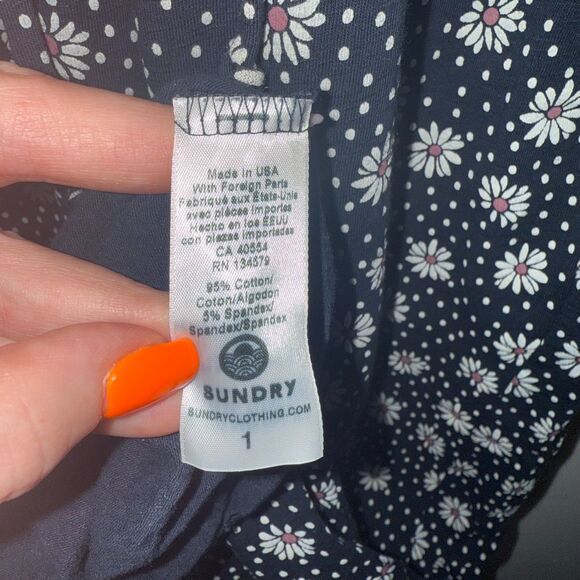 Made in USA
With Foreign Parts
Fabriqué aux États-Unis
avec pièces importées
Hecho en los EEUU
con piezas importadas
CA 40554
RN 134579
95% Cotton/
Coton/Algodon
5% Spandex/
Spandex/Spandex
SUNDRY
SUNDRYCLOTHING.COM
1